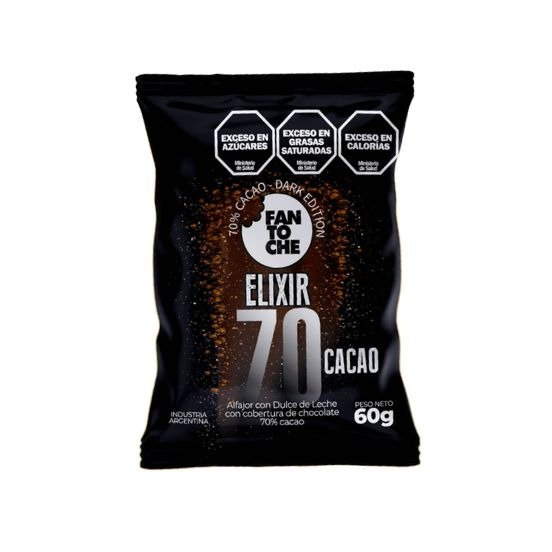 EXCESO EN
AZÚCARES
Ministerio
de Salud
EXCESO EN
GRASAS
SATURADAS
Ministerio
de Salud
EXCESO EN
CALORÍAS
Ministerio
de Salud
70% CACAO - DARK EDITION
FAN
TO
CHE
ELIXIR
70 CACAO
INDUSTRIA
ARGENTINA
Alfajor con Dulce de Leche
con cobertura de chocolate
70% cacao
PESO NETO
60g